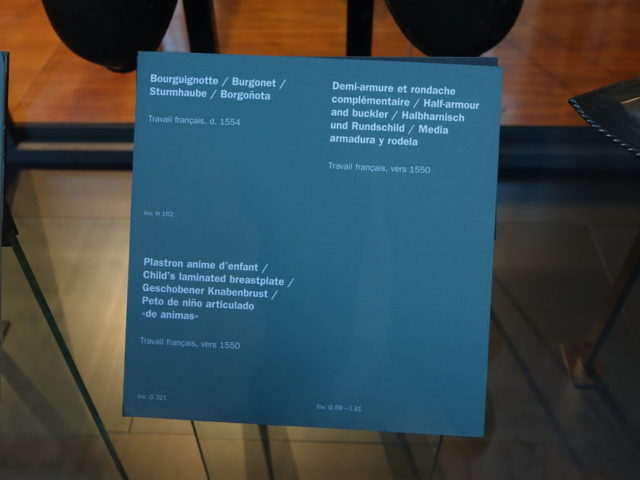 Bourguignotte / Burgonet /
Sturmhaube / Borgoñota
Travail français, d. 1554
Inv. H 162
Plastron anime d'enfant /
Child's laminated breastplate /
Geschobener Knabenbrust /
Peto de niño articulado
«de animas»
Travail français, vers 1550
Inv. G 221
Demi-armure et rondache
complémentaire / Half-armour
and buckler / Halbharnisch
und Rundschild / Media
armadura y rodela
Travail français, vers 1550
Inv. G 59 – I 31